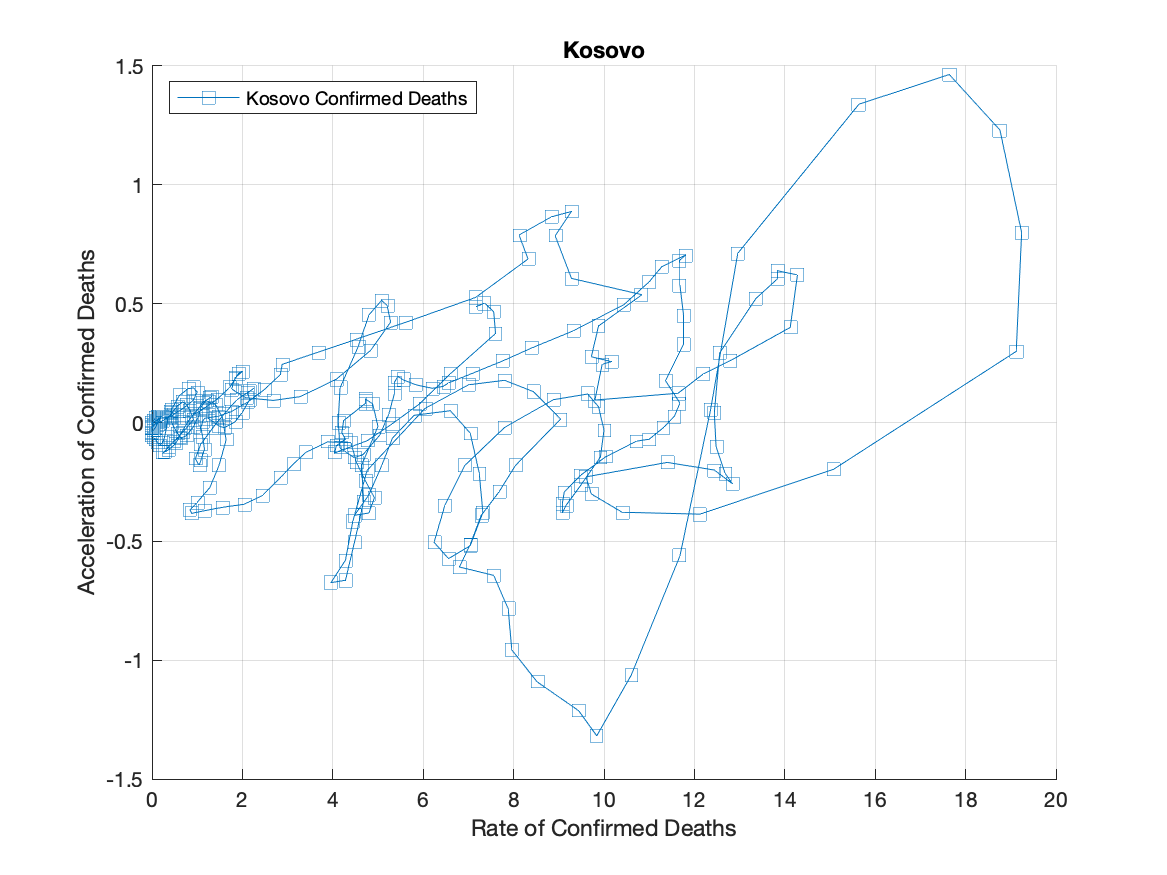 Kosovo
Kosovo Confirmed Deaths
Acceleration of Confirmed Deaths
1.5
1
0.5
0
-0.5
-1
-1.5
0 2 4 6 8 10 12 14 16 18 20
Rate of Confirmed Deaths